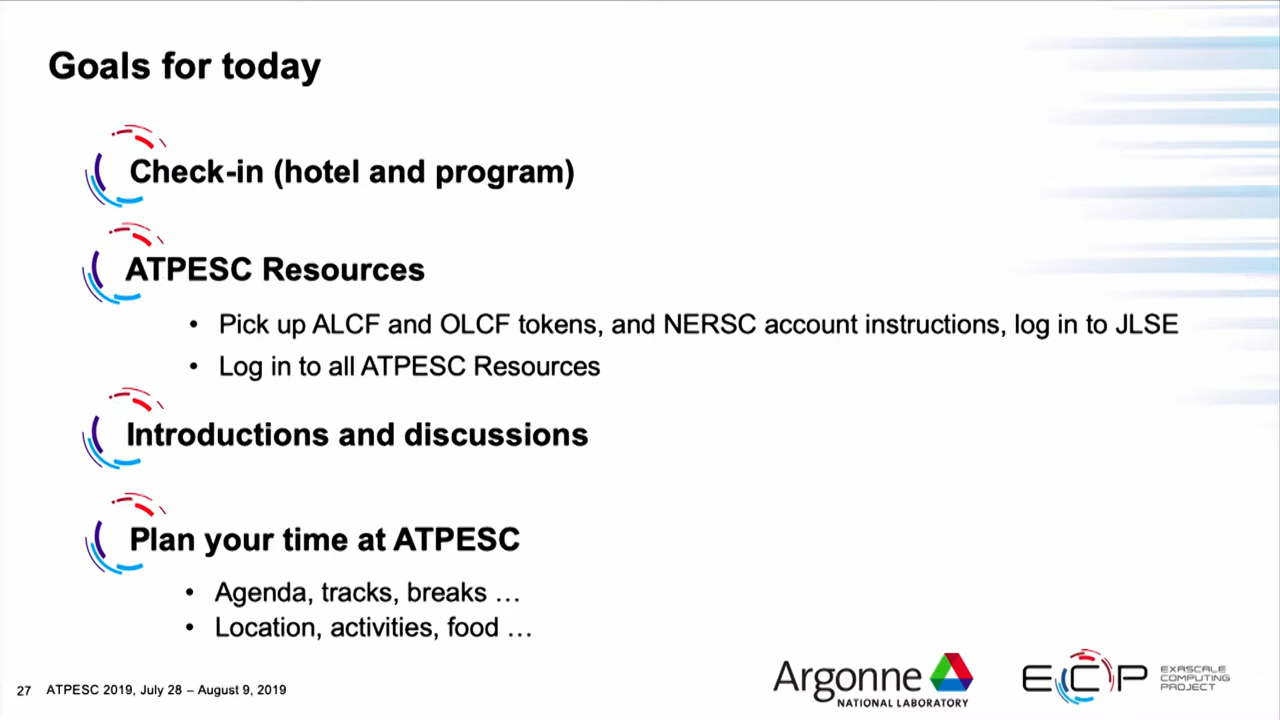 Goals for today
Check-in (hotel and program)
ATPESC Resources
• Pick up ALCF and OLCF tokens, and NERSC account instructions, log in to JLSE
• Log in to all ATPESC Resources
Introductions and discussions
Plan your time at ATPESC
• Agenda, tracks, breaks …
• Location, activities, food …
27 ATPESC 2019, July 28 – August 9, 2019
Argonne
NATIONAL LABORATORY
ECP
EXASCALE
COMPUTING
PROJECT